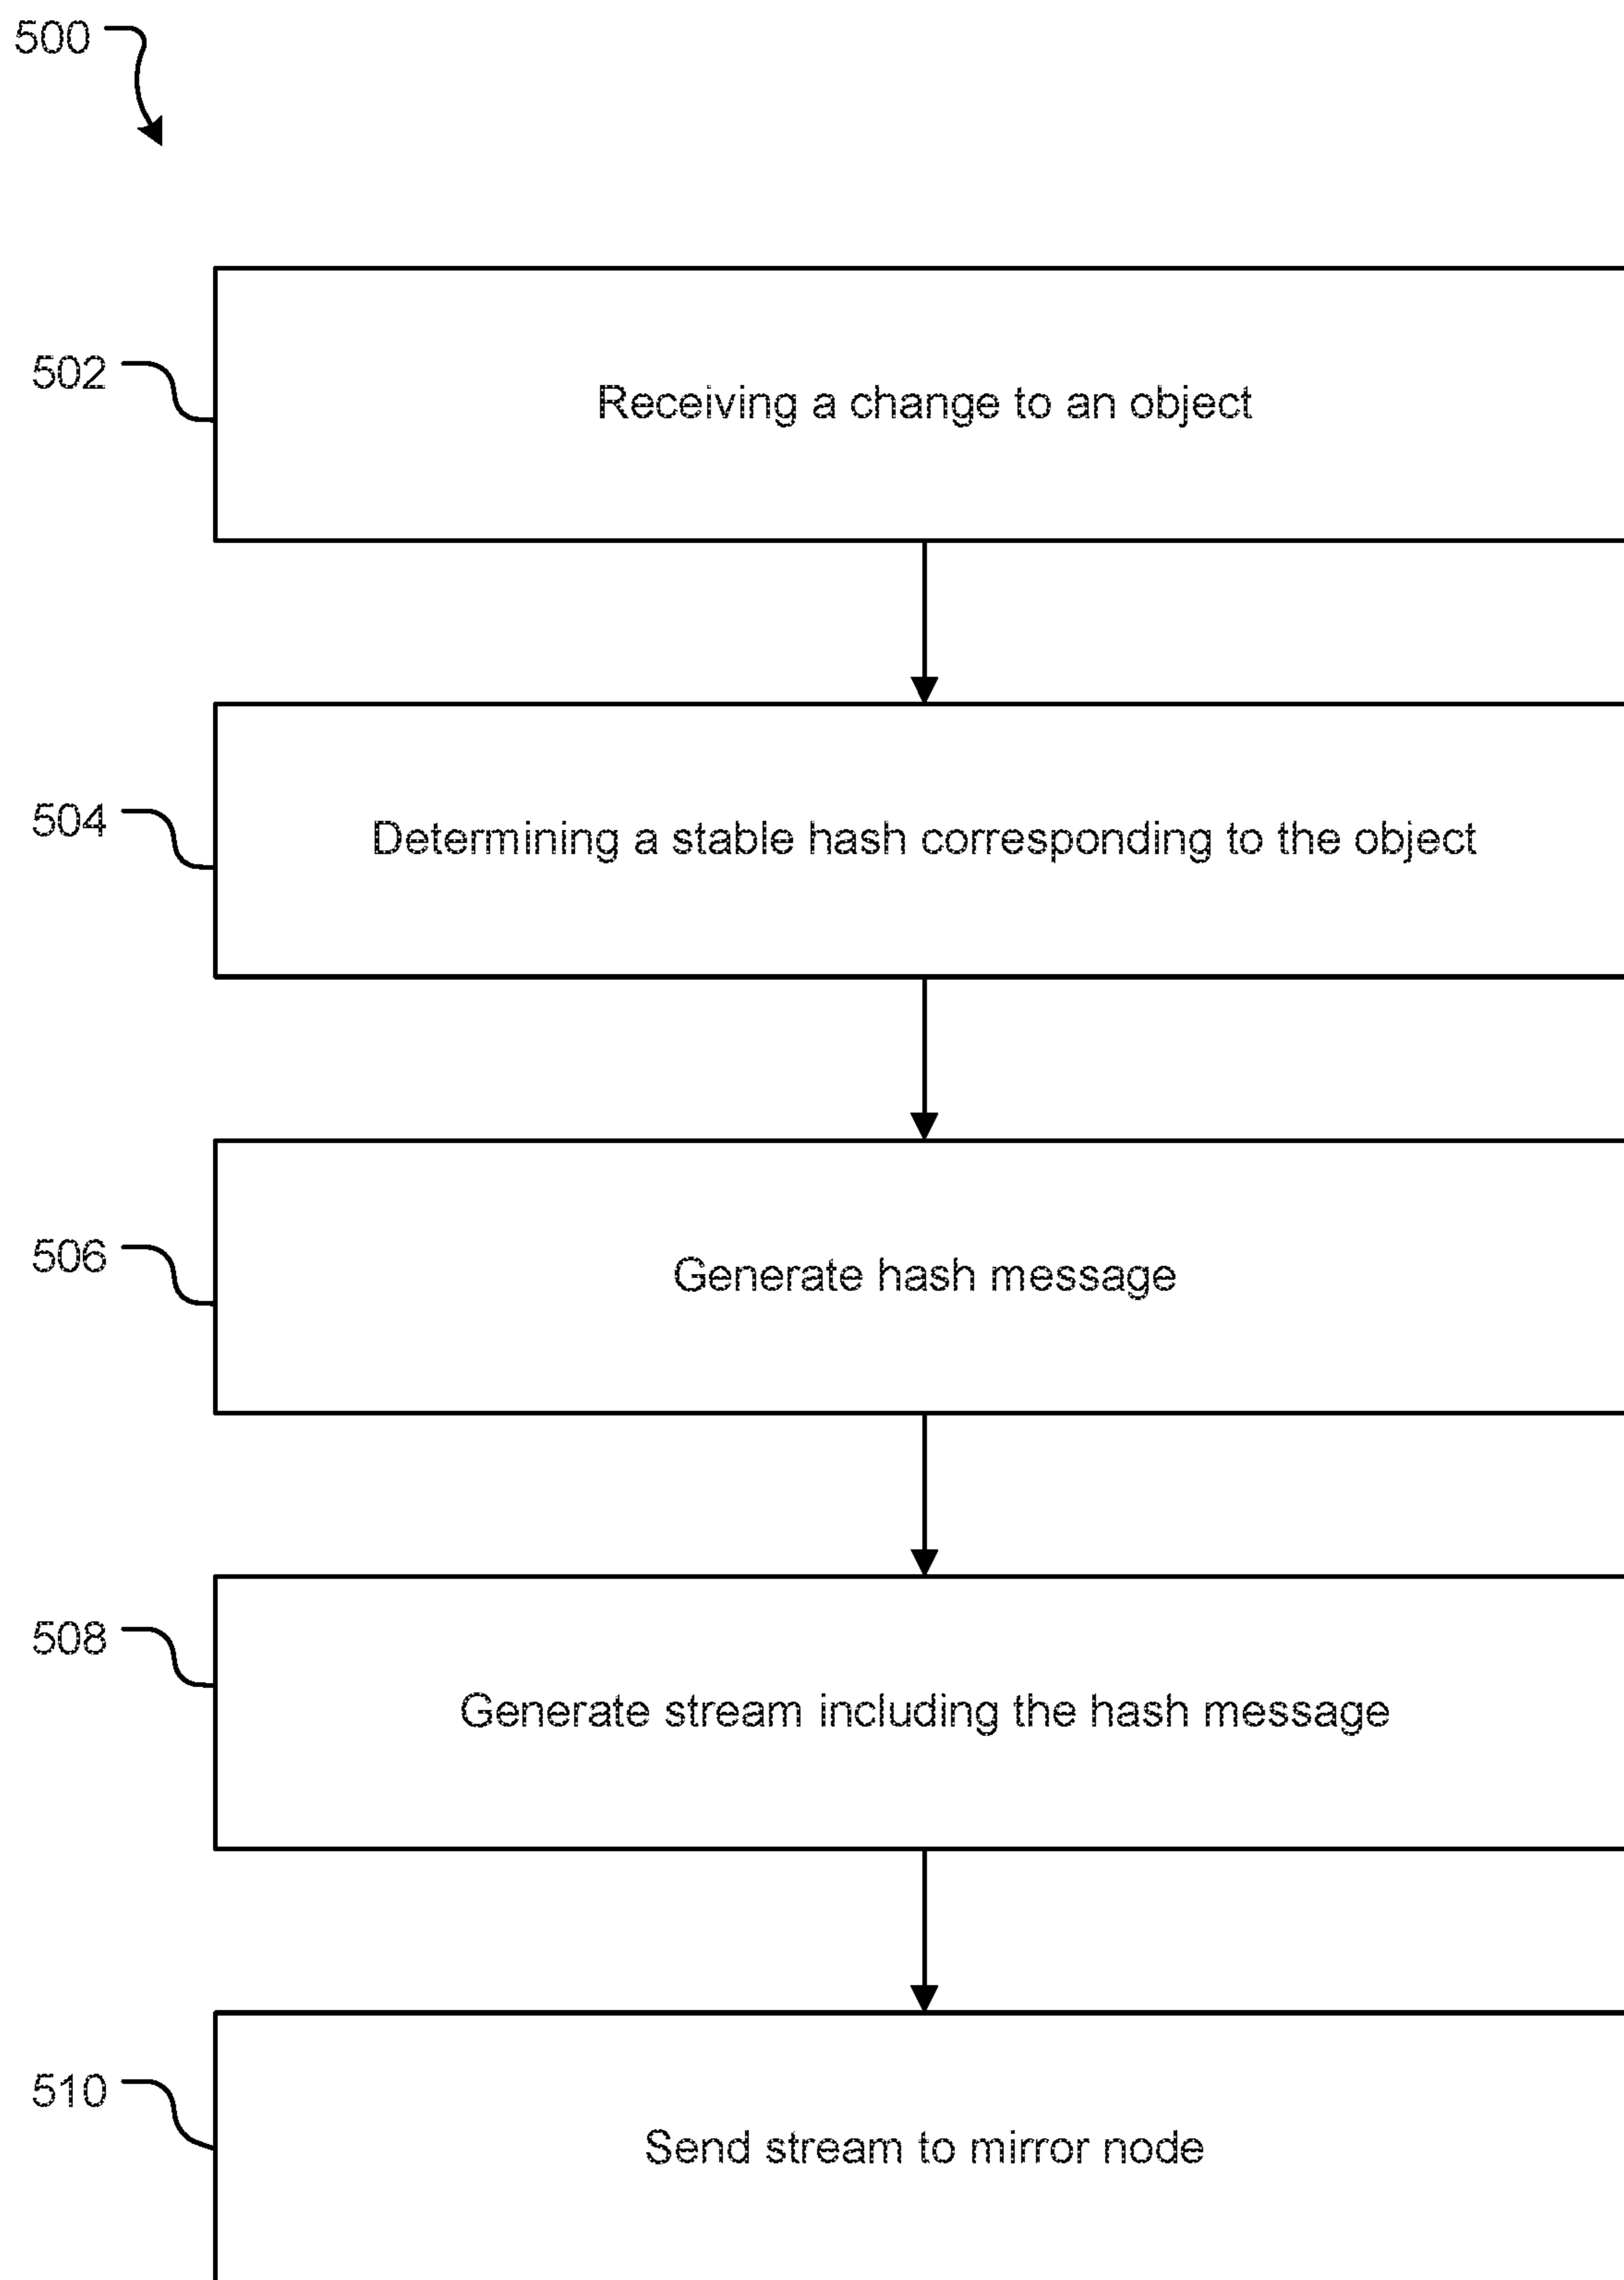 500
502
Receiving a change to an object
504
Determining a stable hash corresponding to the object
506
Generate hash message
508
Generate stream including the hash message
510
Send stream to mirror node